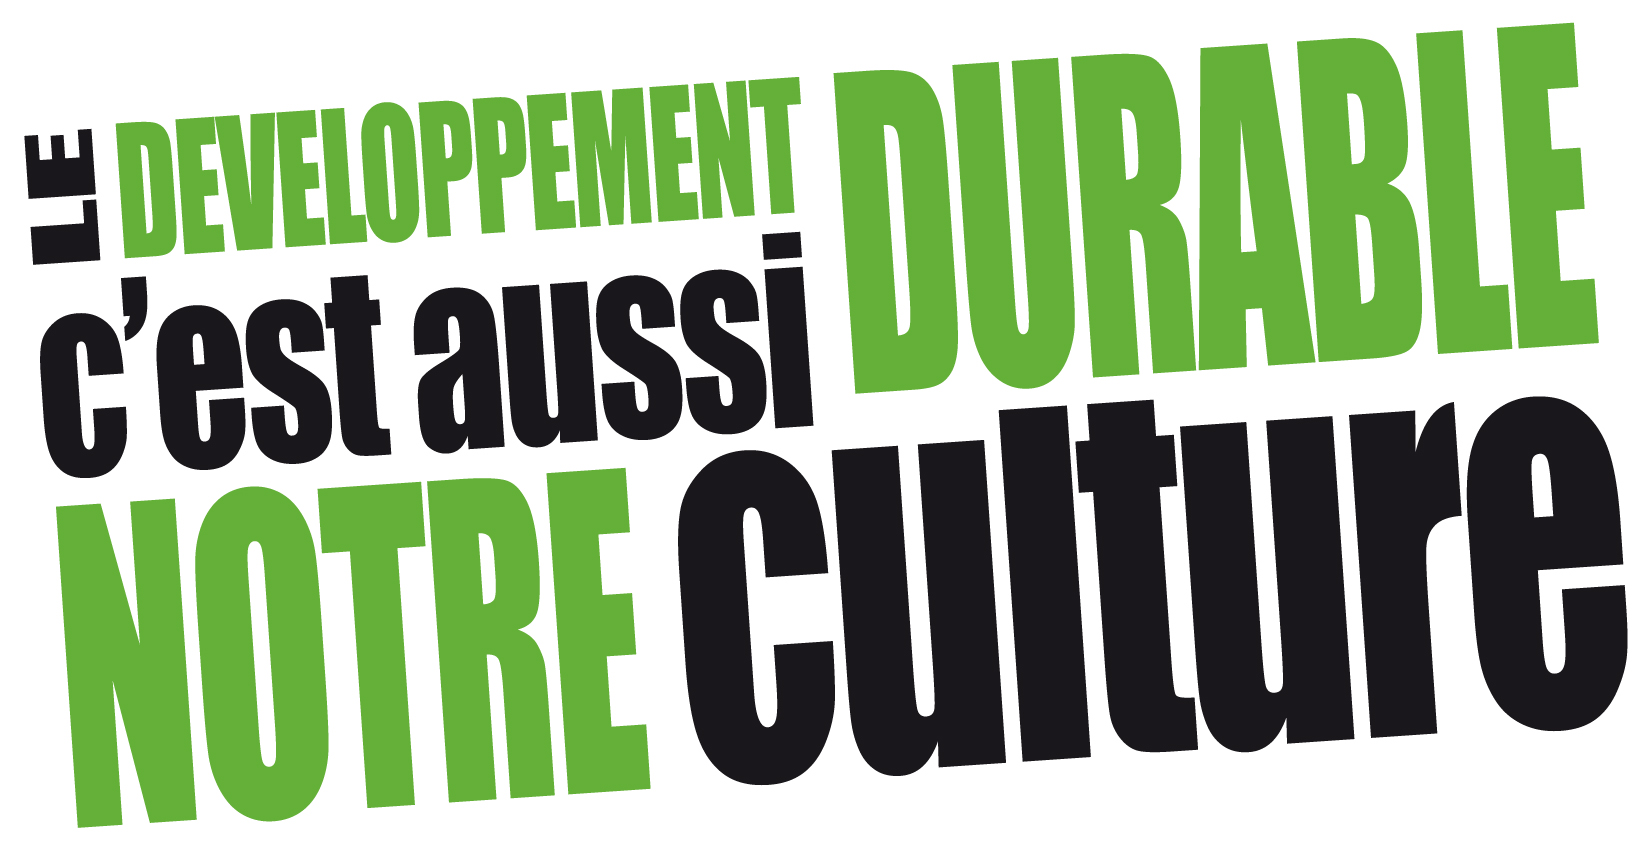 LE DEVELOPPEMENT DURABLE
c’est aussi
NOTRE culture